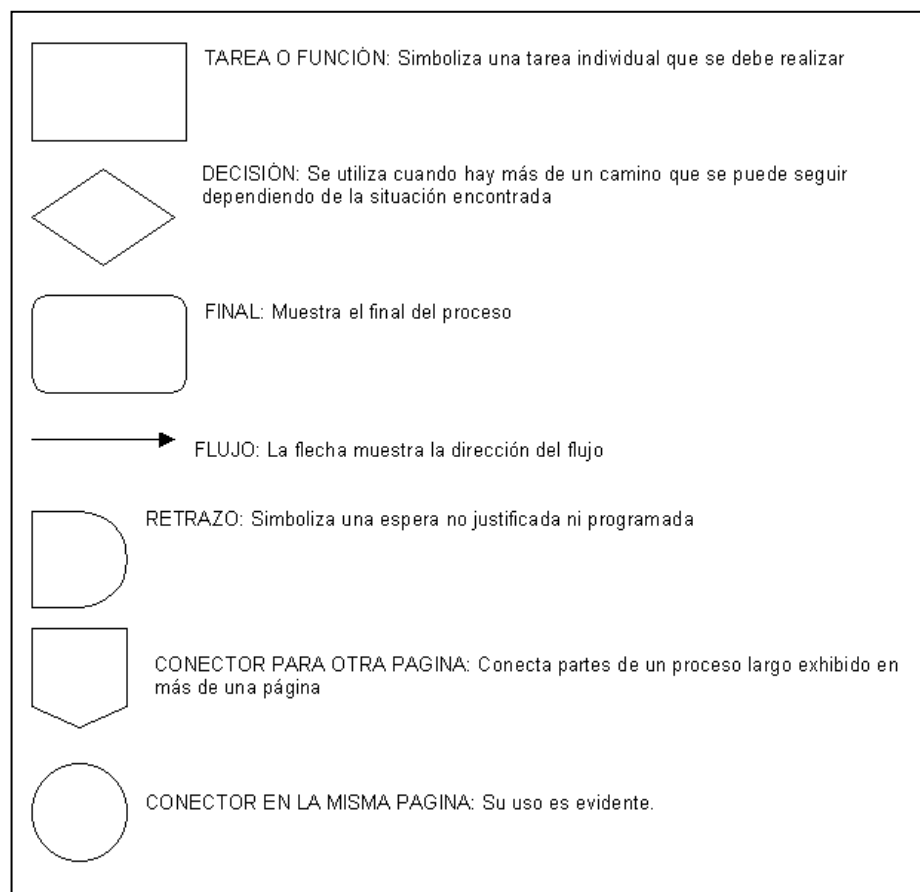 TAREA O FUNCIÓN: Simboliza una tarea individual que se debe realizar
DECISIÓN: Se utiliza cuando hay más de un camino que se puede seguir
dependiendo de la situación encontrada
FINAL: Muestra el final del proceso
FLUJO: La flecha muestra la dirección del flujo
RETRAZO: Simboliza una espera no justificada ni programada
CONECTOR PARA OTRA PAGINA: Conecta partes de un proceso largo exhibido en
más de una página
CONECTOR EN LA MISMA PAGINA: Su uso es evidente.